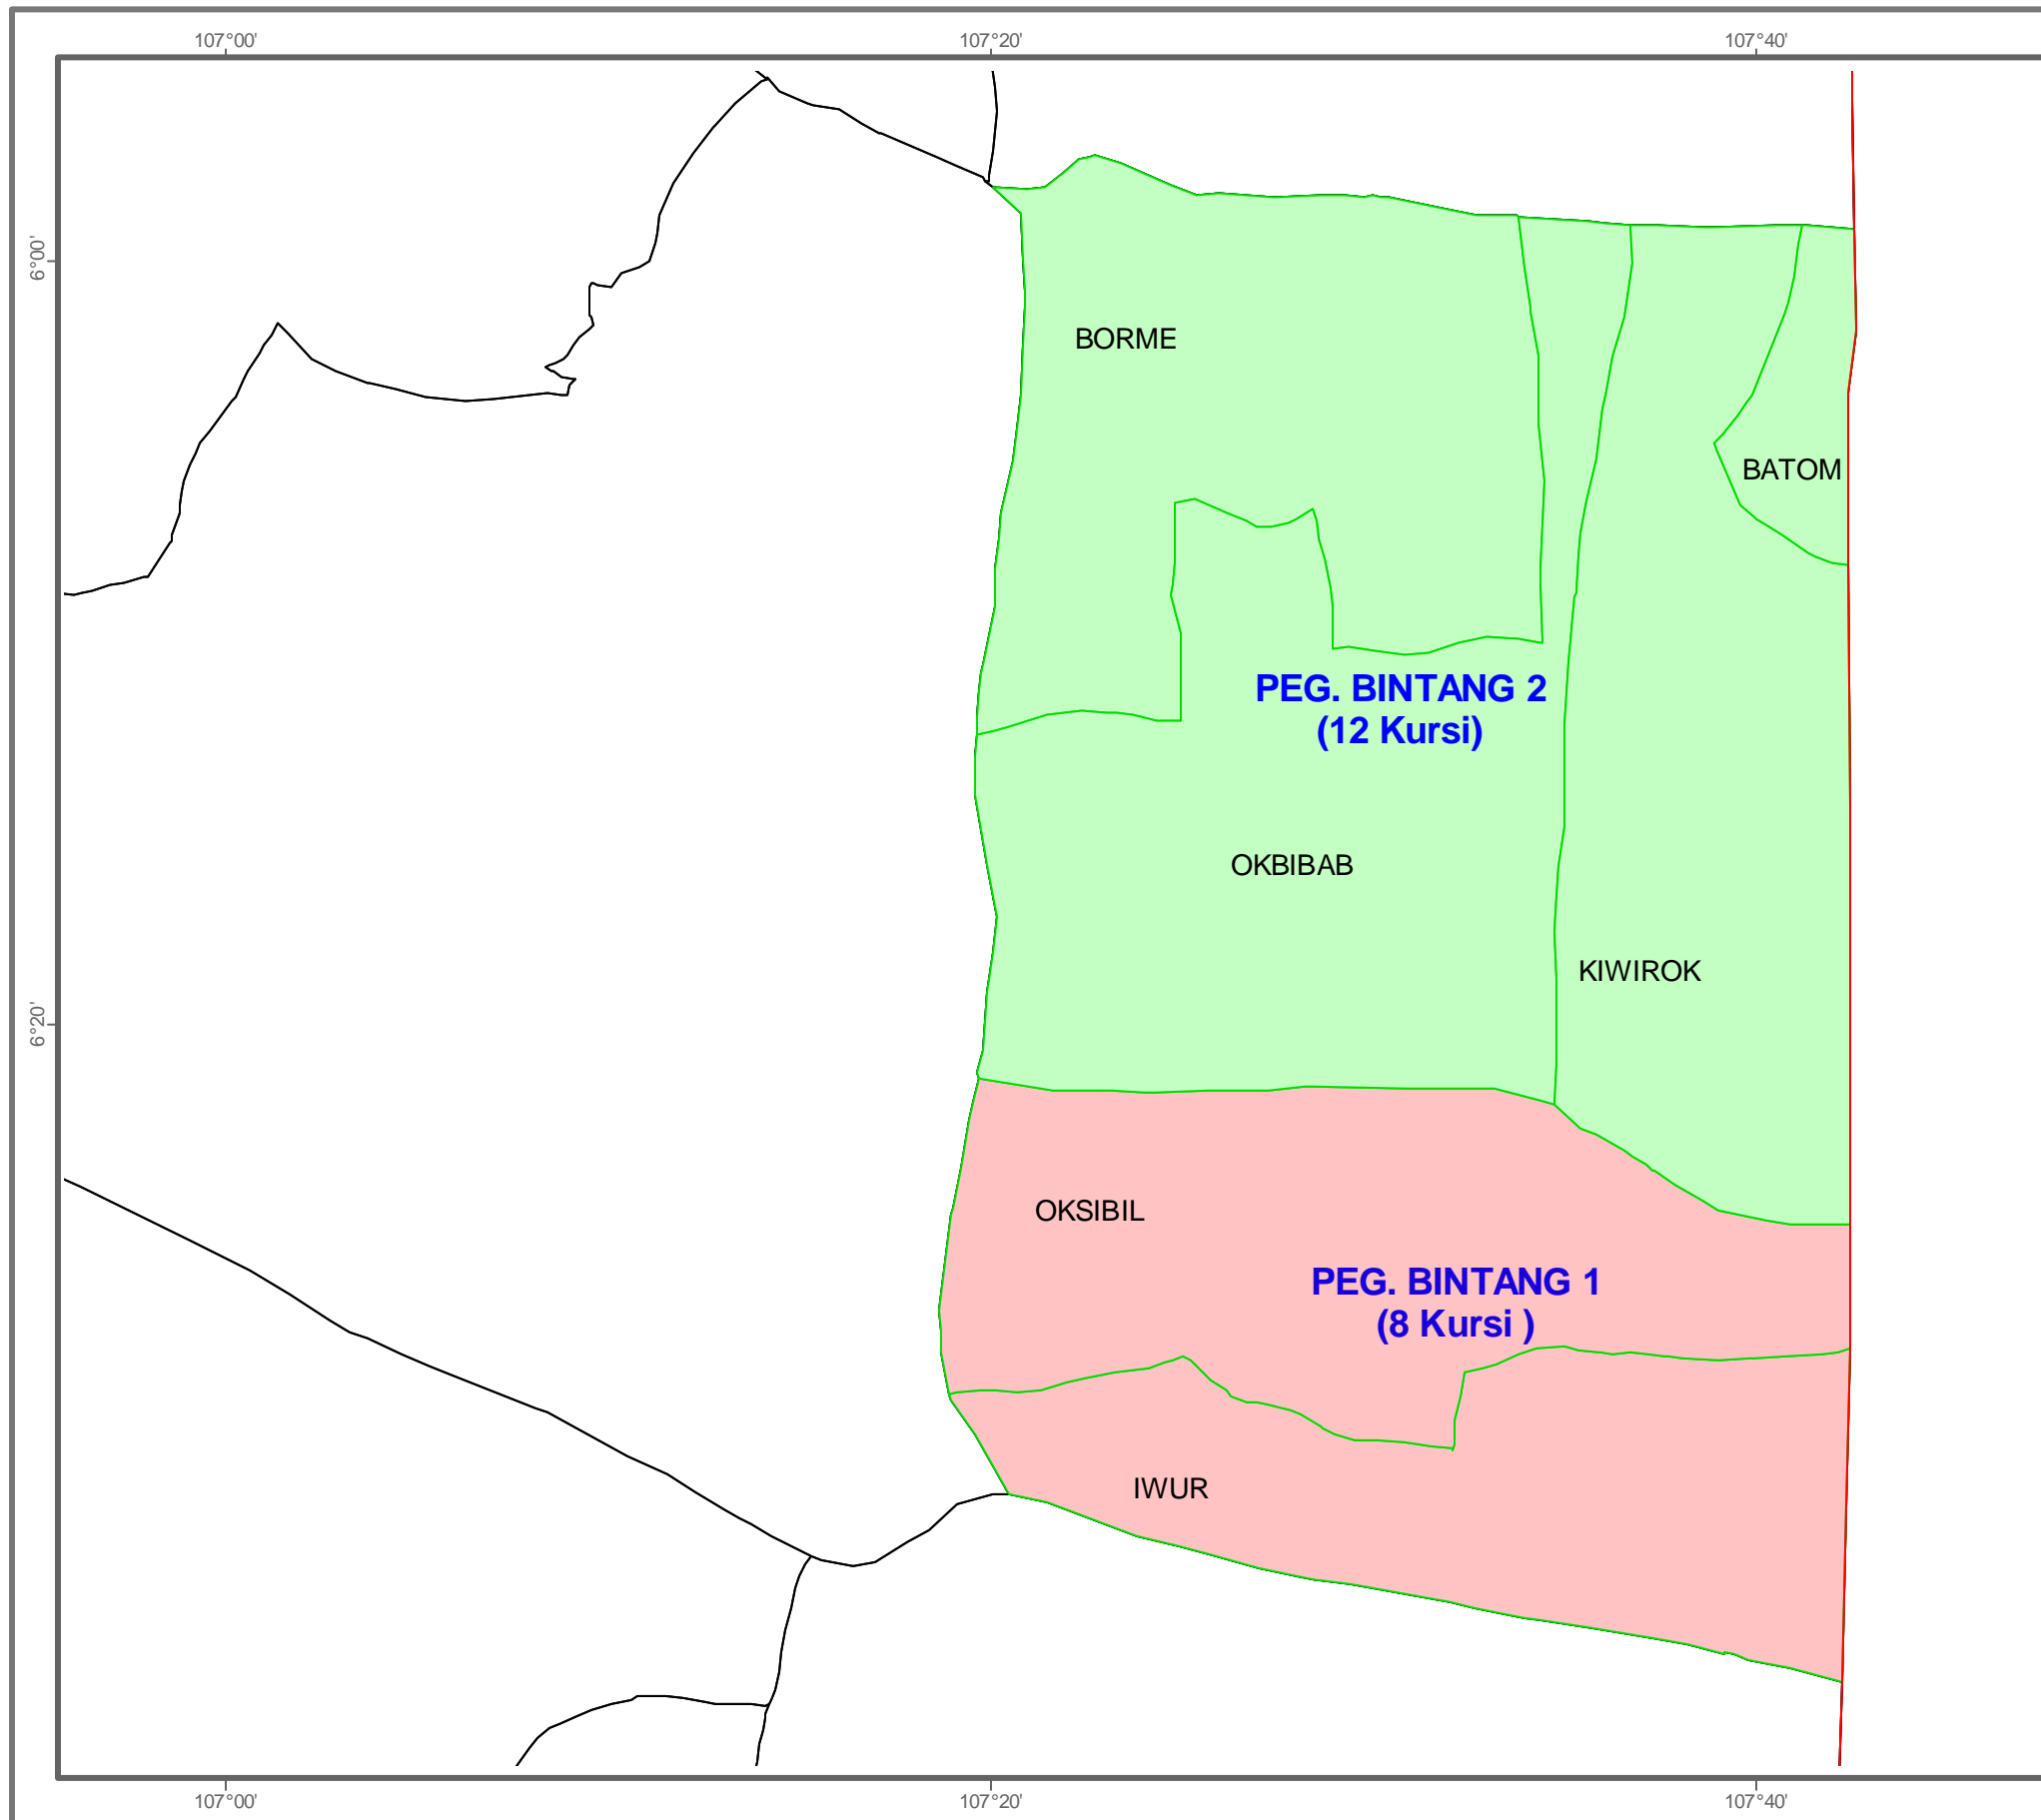 107°00'
107°20'
107°40'
6°00'
BORME
BATOM
PEG. BINTANG 2
(12 Kursi)
OKBIBAB
KIWIROK
6°20'
OKSIBIL
PEG. BINTANG 1
(8 Kursi )
IWUR
107°00'
107°20'
107°40'